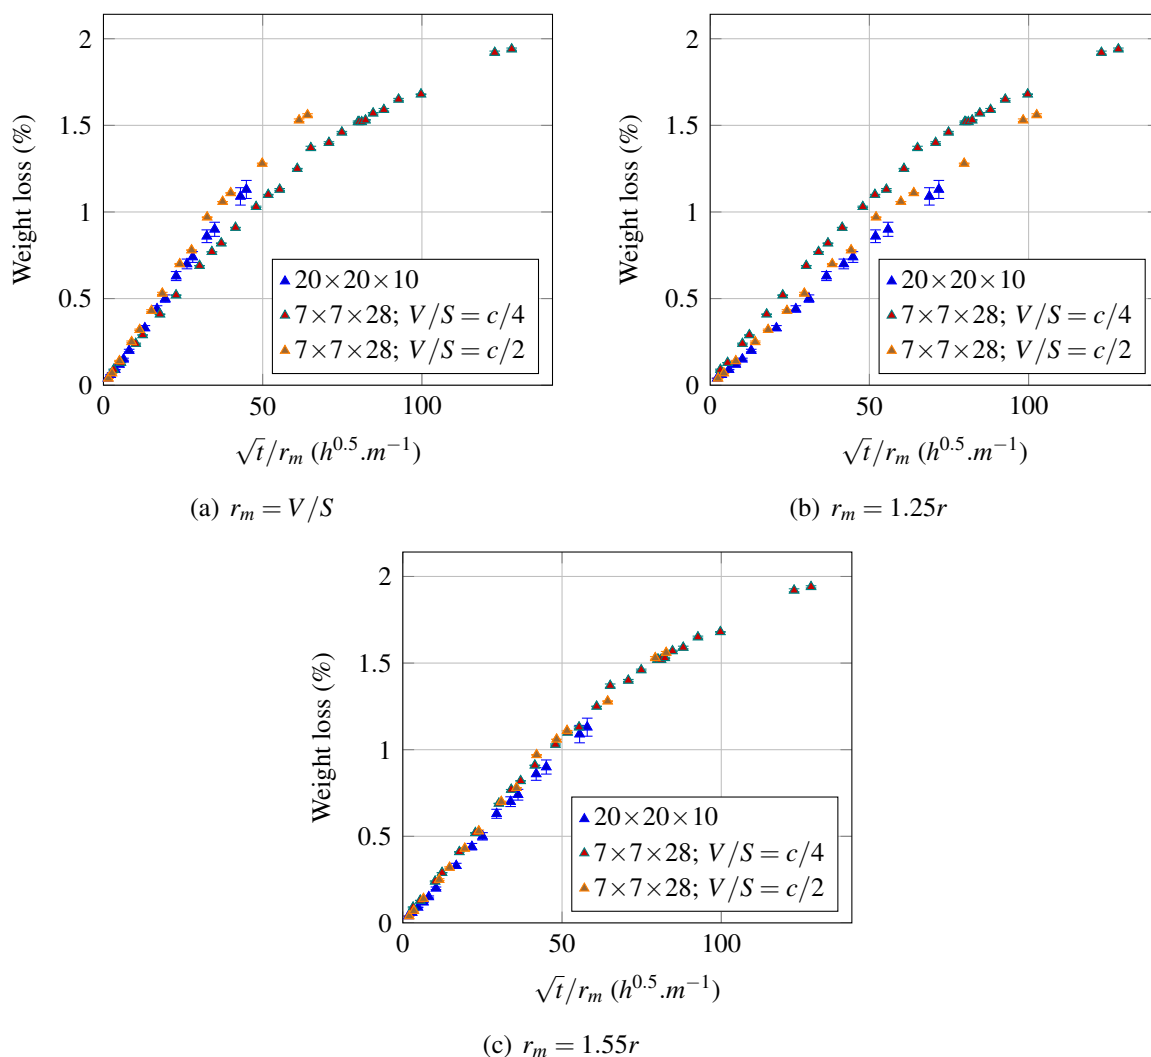 0
0.5
1
1.5
2
Weight loss (%)
0 50 100
√t/r_m (h^0.5.m^−1)
20×20×10
7×7×28; V/S = c/4
7×7×28; V/S = c/2
(a) r_m = V/S
0
0.5
1
1.5
2
Weight loss (%)
0 50 100
√t/r_m (h^0.5.m^−1)
20×20×10
7×7×28; V/S = c/4
7×7×28; V/S = c/2
(b) r_m = 1.25r
0
0.5
1
1.5
2
Weight loss (%)
0 50 100
√t/r_m (h^0.5.m^−1)
20×20×10
7×7×28; V/S = c/4
7×7×28; V/S = c/2
(c) r_m = 1.55r